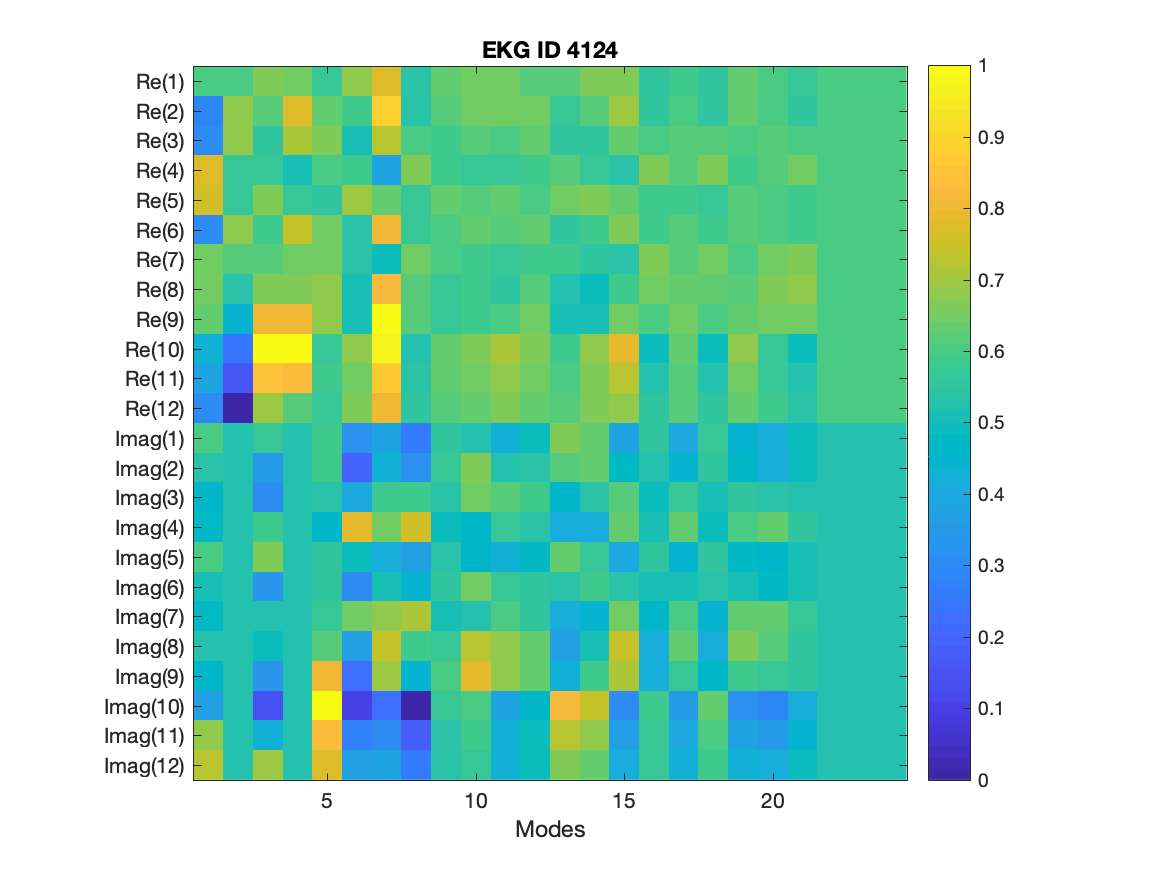 EKG ID 4124
Re(1)
Re(2)
Re(3)
Re(4)
Re(5)
Re(6)
Re(7)
Re(8)
Re(9)
Re(10)
Re(11)
Re(12)
Imag(1)
Imag(2)
Imag(3)
Imag(4)
Imag(5)
Imag(6)
Imag(7)
Imag(8)
Imag(9)
Imag(10)
Imag(11)
Imag(12)
5 10 15 20
Modes
1
0.9
0.8
0.7
0.6
0.5
0.4
0.3
0.2
0.1
0